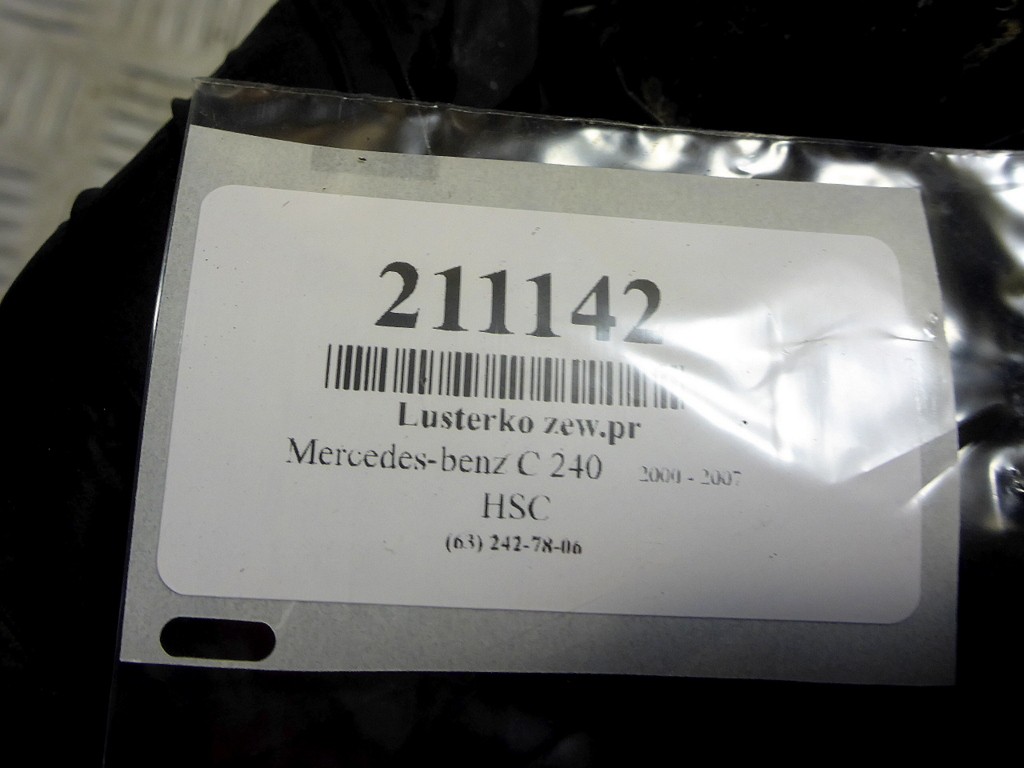 211142
Lusterko zew.pr
Mercedes-benz C 240 2000 - 2007
HSC
(63) 242-78-06